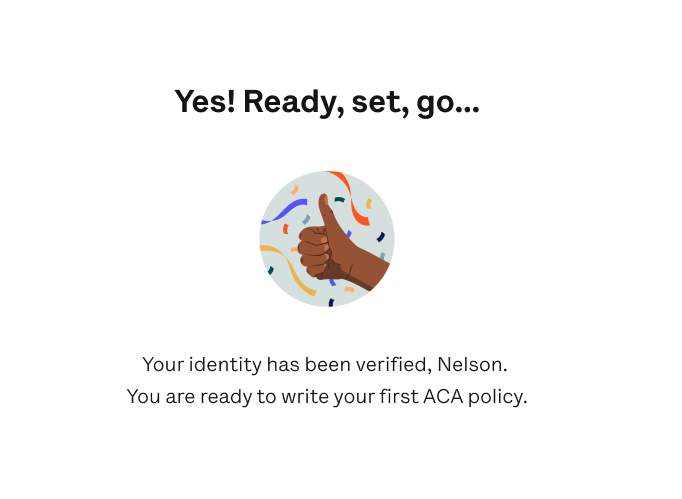 Yes! Ready, set, go...
Your identity has been verified, Nelson.
You are ready to write your first ACA policy.